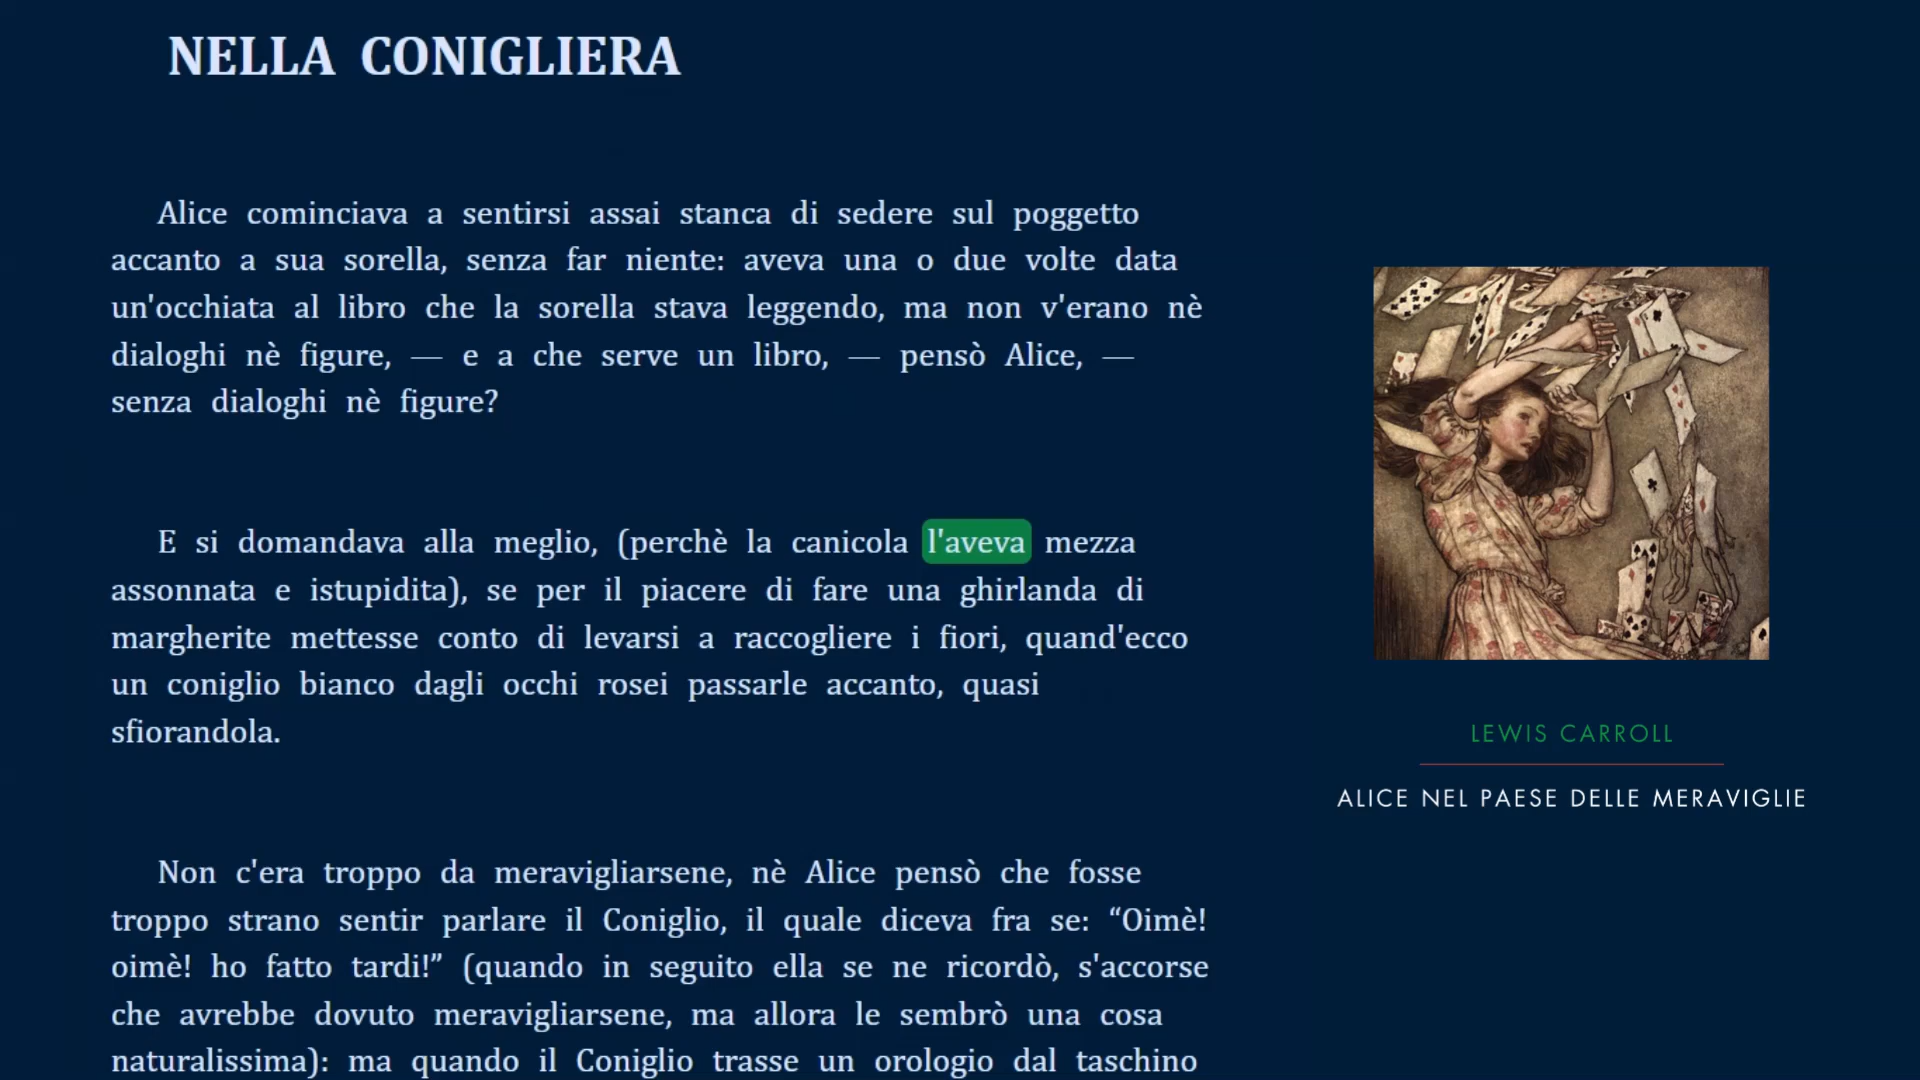 NELLA CONIGLIERA
Alice cominciava a sentirsi assai stanca di sedere sul poggetto
accanto a sua sorella, senza far niente: aveva una o due volte data
un'occhiata al libro che la sorella stava leggendo, ma non v'erano nè
dialoghi nè figure, — e a che serve un libro, — pensò Alice, —
senza dialoghi nè figure?
E si domandava alla meglio, (perchè la canicola l'aveva mezza
assonnata e istupidita), se per il piacere di fare una ghirlanda di
margherite mettesse conto di levarsi a raccogliere i fiori, quand'ecco
un coniglio bianco dagli occhi rosei passarle accanto, quasi
sfiorandola.
Non c'era troppo da meravigliarsene, nè Alice pensò che fosse
troppo strano sentir parlare il Coniglio, il quale diceva fra se: “Oimè!
oimè! ho fatto tardi!” (quando in seguito ella se ne ricordò, s'accorse
che avrebbe dovuto meravigliarsene, ma allora le sembrò una cosa
naturalissima): ma quando il Coniglio trasse un orologio dal taschino
LEWIS CARROLL
ALICE NEL PAESE DELLE MERAVIGLIE